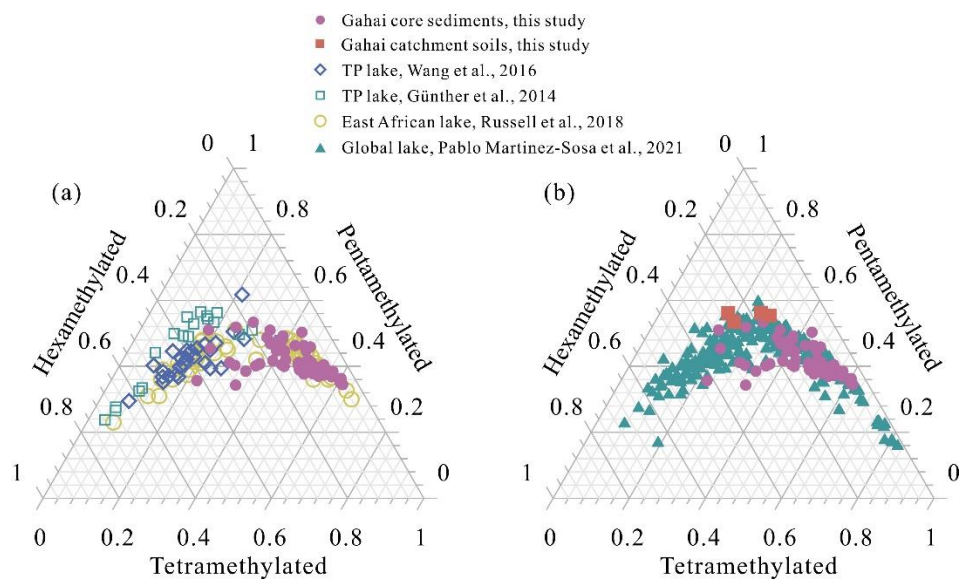 Gahai core sediments, this study
Gahai catchment soils, this study
TP lake, Wang et al., 2016
TP lake, Günther et al., 2014
East African lake, Russell et al., 2018
Global lake, Pablo Martinez-Sosa et al., 2021
(a)
0 1
0.2 0.8
0.4 0.6
0.6 0.4
0.8 0.2
1 0
Hexamethylated
Pentamethylated
0 0.2 0.4 0.6 0.8 1
Tetramethylated
(b)
0 1
0.2 0.8
0.4 0.6
0.6 0.4
0.8 0.2
1 0
Hexamethylated
Pentamethylated
0 0.2 0.4 0.6 0.8 1
Tetramethylated